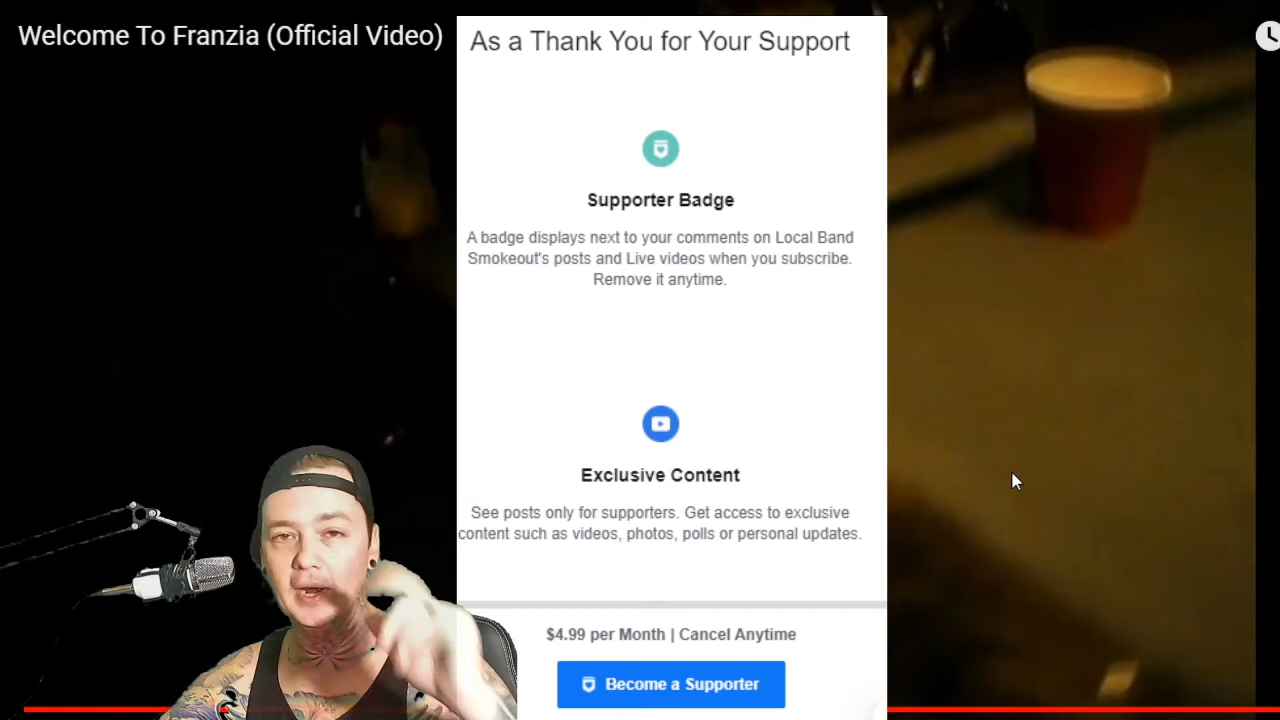 Welcome To Franzia (Official Video)
As a Thank You for Your Support
Supporter Badge
A badge displays next to your comments on Local Band
Smokeout's posts and Live videos when you subscribe.
Remove it anytime.
Exclusive Content
See posts only for supporters. Get access to exclusive
content such as videos, photos, polls or personal updates.
$4.99 per Month | Cancel Anytime
Become a Supporter